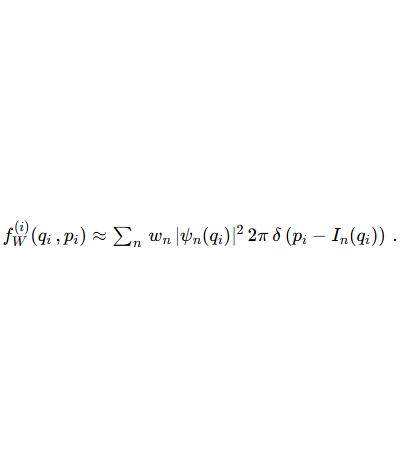 f_W^{(i)}(q_i, p_i) ≈ ∑_n w_n |ψ_n(q_i)|^2 2π δ (p_i − I_n(q_i)) .